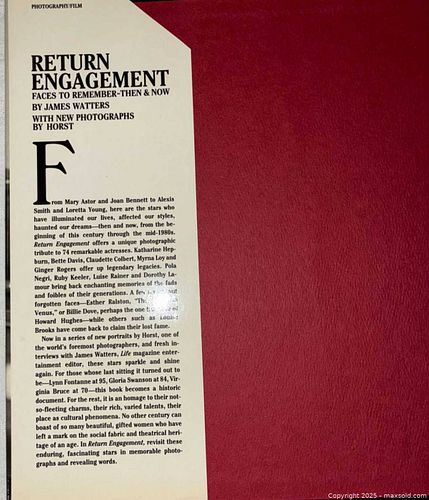 PHOTOGRAPHY/FILM
RETURN
ENGAGEMENT
FACES TO REMEMBER-THEN & NOW
BY JAMES WATTERS
WITH NEW PHOTOGRAPHS
BY HORST
From Mary Astor and Joan Bennett to Alexis
Smith and Loretta Young, here are the stars who
have illuminated our lives, affected our styles,
haunted our dreams—then and now, from the be-
ginning of this century through the mid-1980s.
Return Engagement offers a unique photographic
tribute to 74 remarkable actresses. Katharine Hep-
burn, Bette Davis, Claudette Colbert, Myrna Loy and
Ginger Rogers offer up legendary legacies. Pola
Negri, Ruby Keeler, Luise Rainer and Dorothy La-
mour bring back enchanting memories of the fads
and foibles of their generations. A few but
forgotten faces—Esther Ralston,
Venus," or Billie Dove, perhaps the one of
Howard Hughes—while others such as Louise
Brooks have come back to claim their lost fame.
Now in a series of new portraits by Horst, one of
the world's foremost photographers, and fresh in-
terviews with James Watters, Life magazine enter-
tainment editor, these stars sparkle and shine
again. For those whose last sitting it turned out to
be—Lynn Fontanne at 95, Gloria Swanson at 84, Vir-
ginia Bruce at 70—this book becomes a historic
document. For the rest, it is an homage to their not-
so-fleeting charms, their rich, varied talents, their
place as cultural phenomena. No other century can
boast of so many beautiful, gifted women who have
left a mark on the social fabric and theatrical heri-
tage of an age. In Return Engagement, revisit these
enduring, fascinating stars in memorable photo-
graphs and revealing words.
Copyright 2025 - maxsold.com